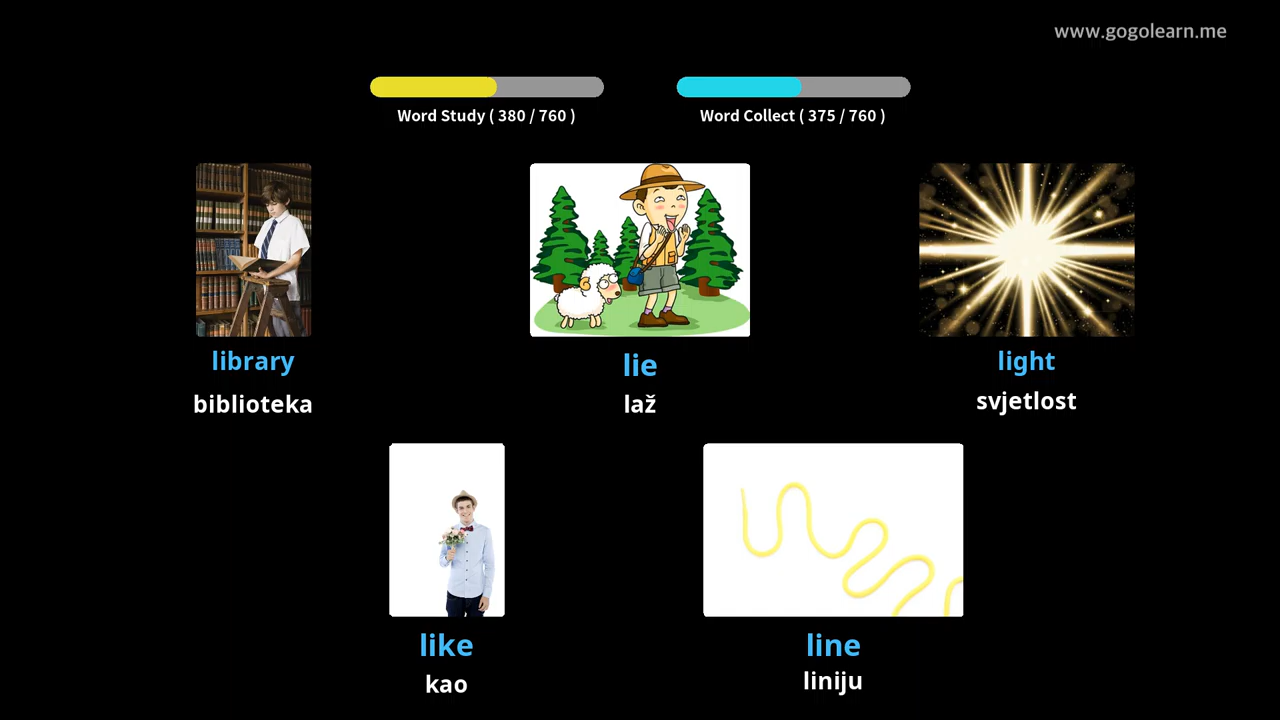 www.gogolearn.me
Word Study ( 380 / 760 )
Word Collect ( 375 / 760 )
library
biblioteka
lie
laž
light
svjetlost
like
kao
line
liniju